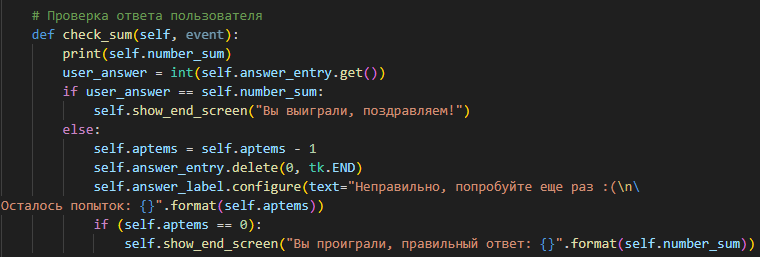 # Проверка ответа пользователя
def check_sum(self, event):
print(self.number_sum)
user_answer = int(self.answer_entry.get())
if user_answer == self.number_sum:
self.show_end_screen("Вы выиграли, поздравляем!")
else:
self.aptems = self.aptems - 1
self.answer_entry.delete(0, tk.END)
self.answer_label.configure(text="Неправильно, попробуйте еще раз :(\n\
Осталось попыток: {}".format(self.aptems))
if (self.aptems == 0):
self.show_end_screen("Вы проиграли, правильный ответ: {}".format(self.number_sum))